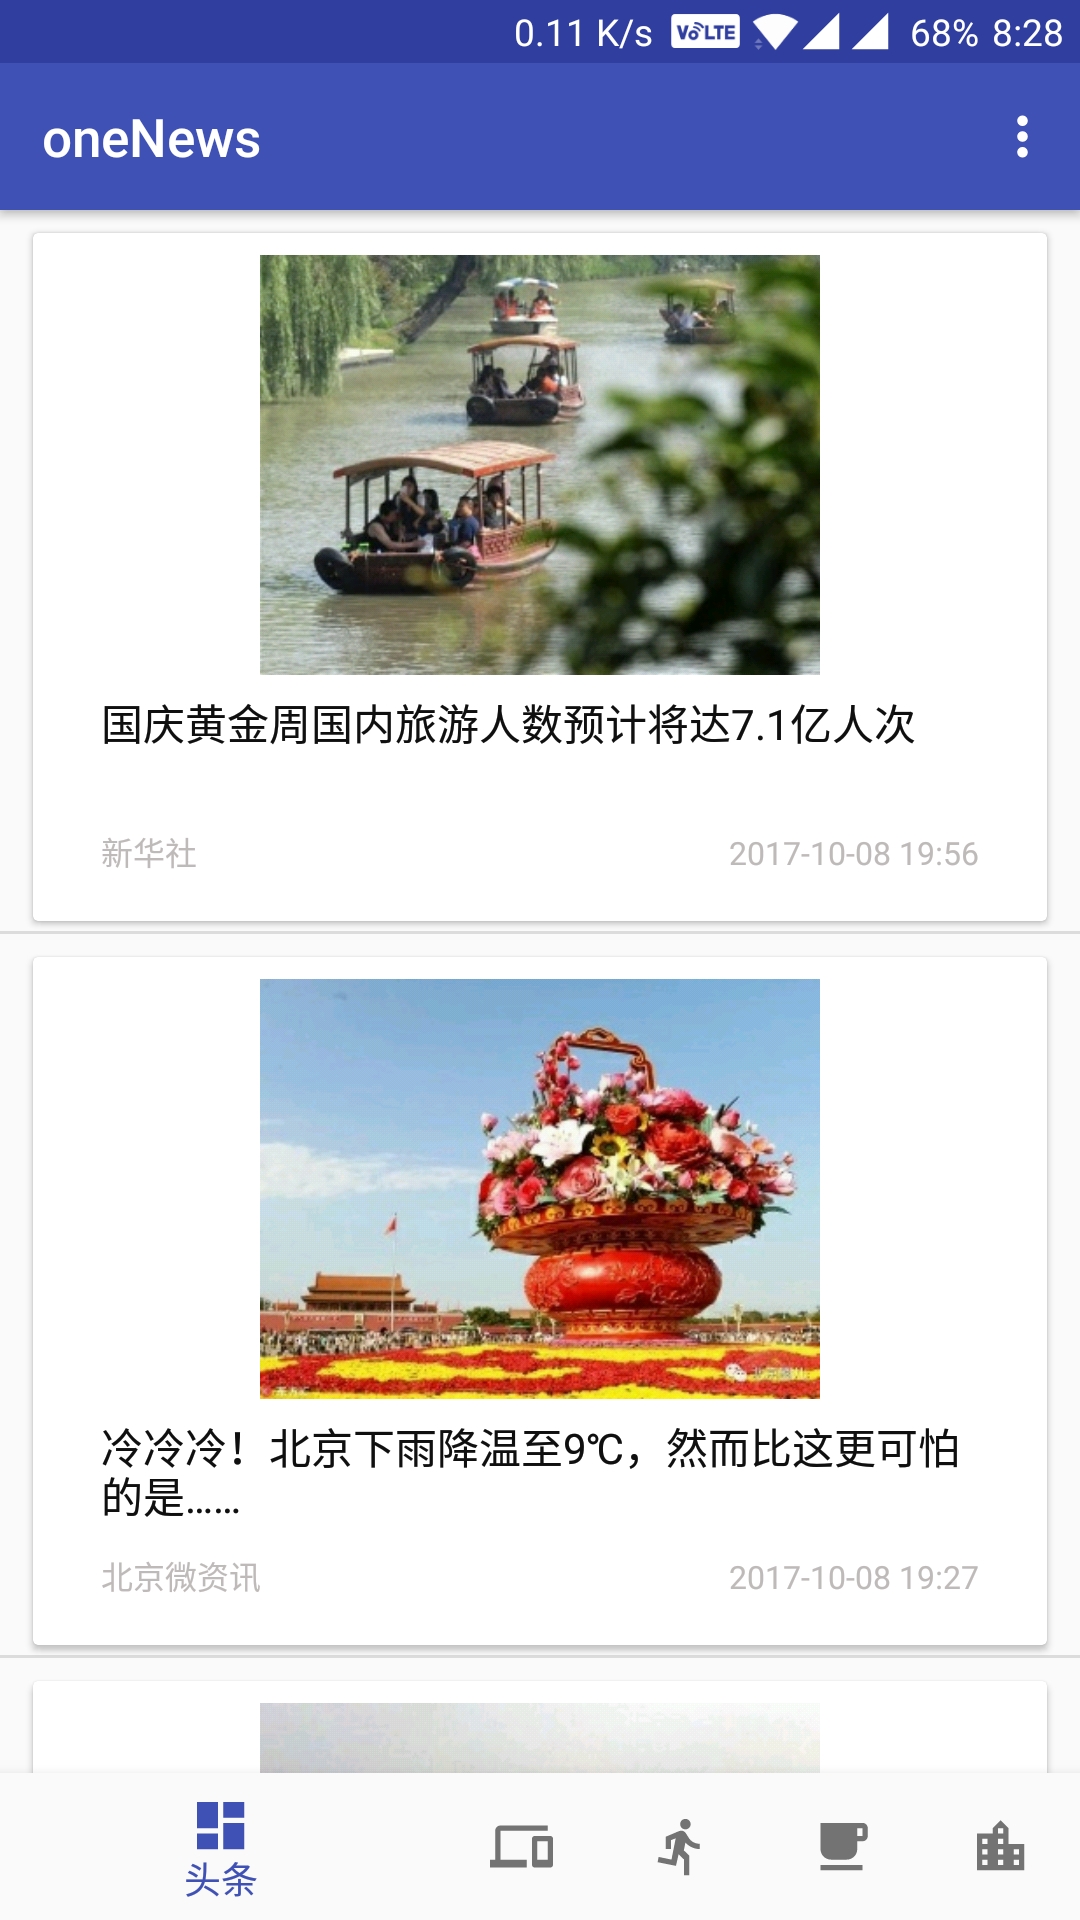 0.11 K/s VoLTE 68% 8:28
oneNews
国庆黄金周国内旅游人数预计将达7.1亿人次
新华社 2017-10-08 19:56
冷冷冷！北京下雨降温至9℃，然而比这更可怕
的是……
北京微资讯 2017-10-08 19:27
头条